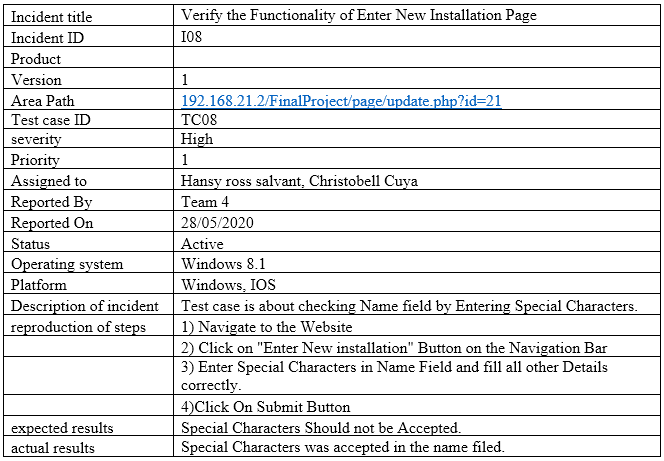 Incident title Verify the Functionality of Enter New Installation Page
Incident ID I08
Product
Version 1
Area Path 192.168.21.2/FinalProject/page/update.php?id=21
Test case ID TC08
severity High
Priority 1
Assigned to Hansy ross salvant, Christobell Cuya
Reported By Team 4
Reported On 28/05/2020
Status Active
Operating system Windows 8.1
Platform Windows, IOS
Description of incident Test case is about checking Name field by Entering Special Characters.
reproduction of steps 1) Navigate to the Website
2) Click on "Enter New installation" Button on the Navigation Bar
3) Enter Special Characters in Name Field and fill all other Details
correctly.
4)Click On Submit Button
expected results Special Characters Should not be Accepted.
actual results Special Characters was accepted in the name filed.